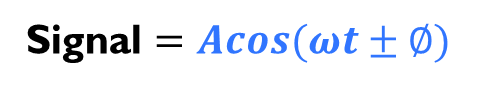 Signal = Acos(ωt ± ∅)